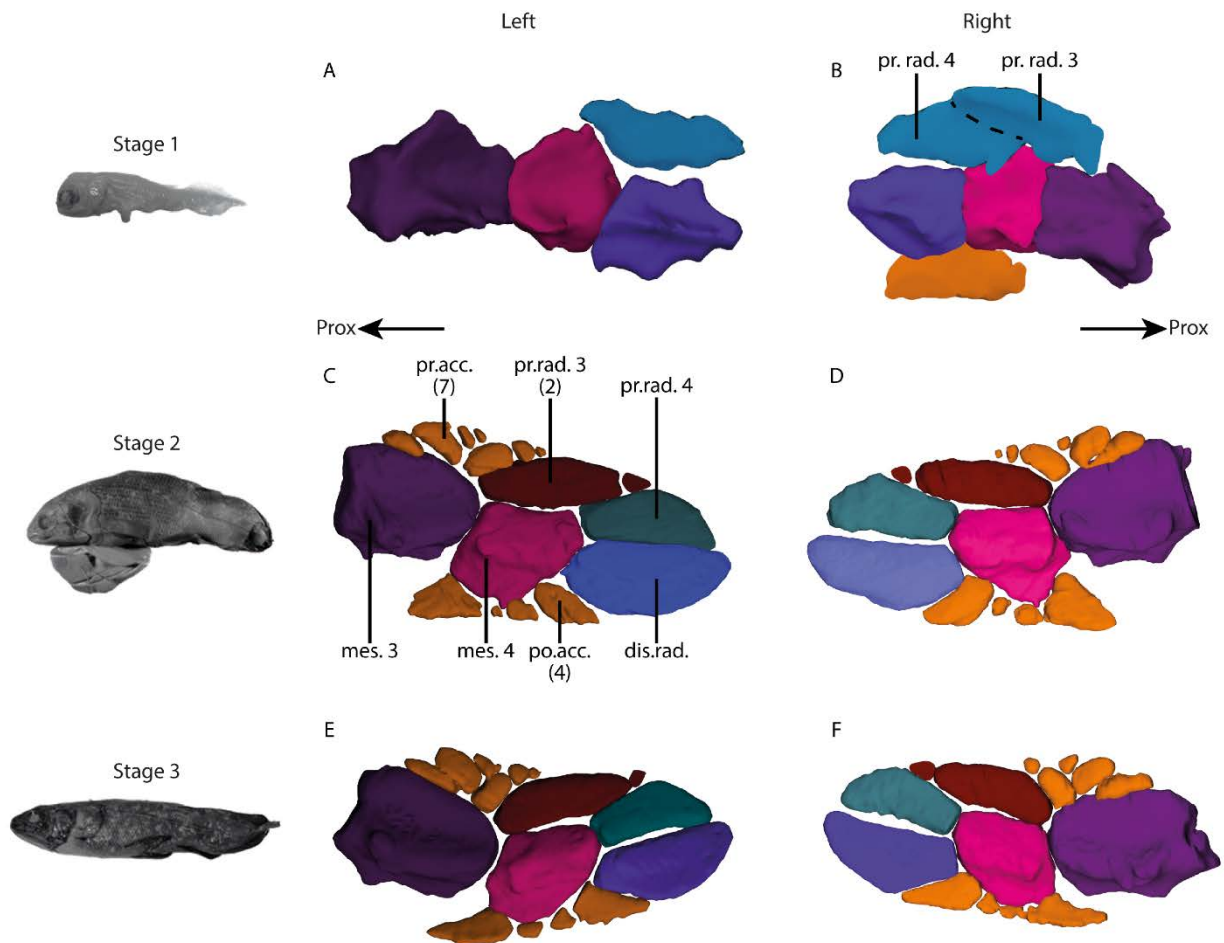 Left
Right
A
B
pr. rad. 4
pr. rad. 3
Stage 1
Prox
Prox
C
pr.acc.
(7)
pr.rad. 3
(2)
pr.rad. 4
D
Stage 2
mes. 3
mes. 4
po.acc.
(4)
dis.rad.
E
F
Stage 3